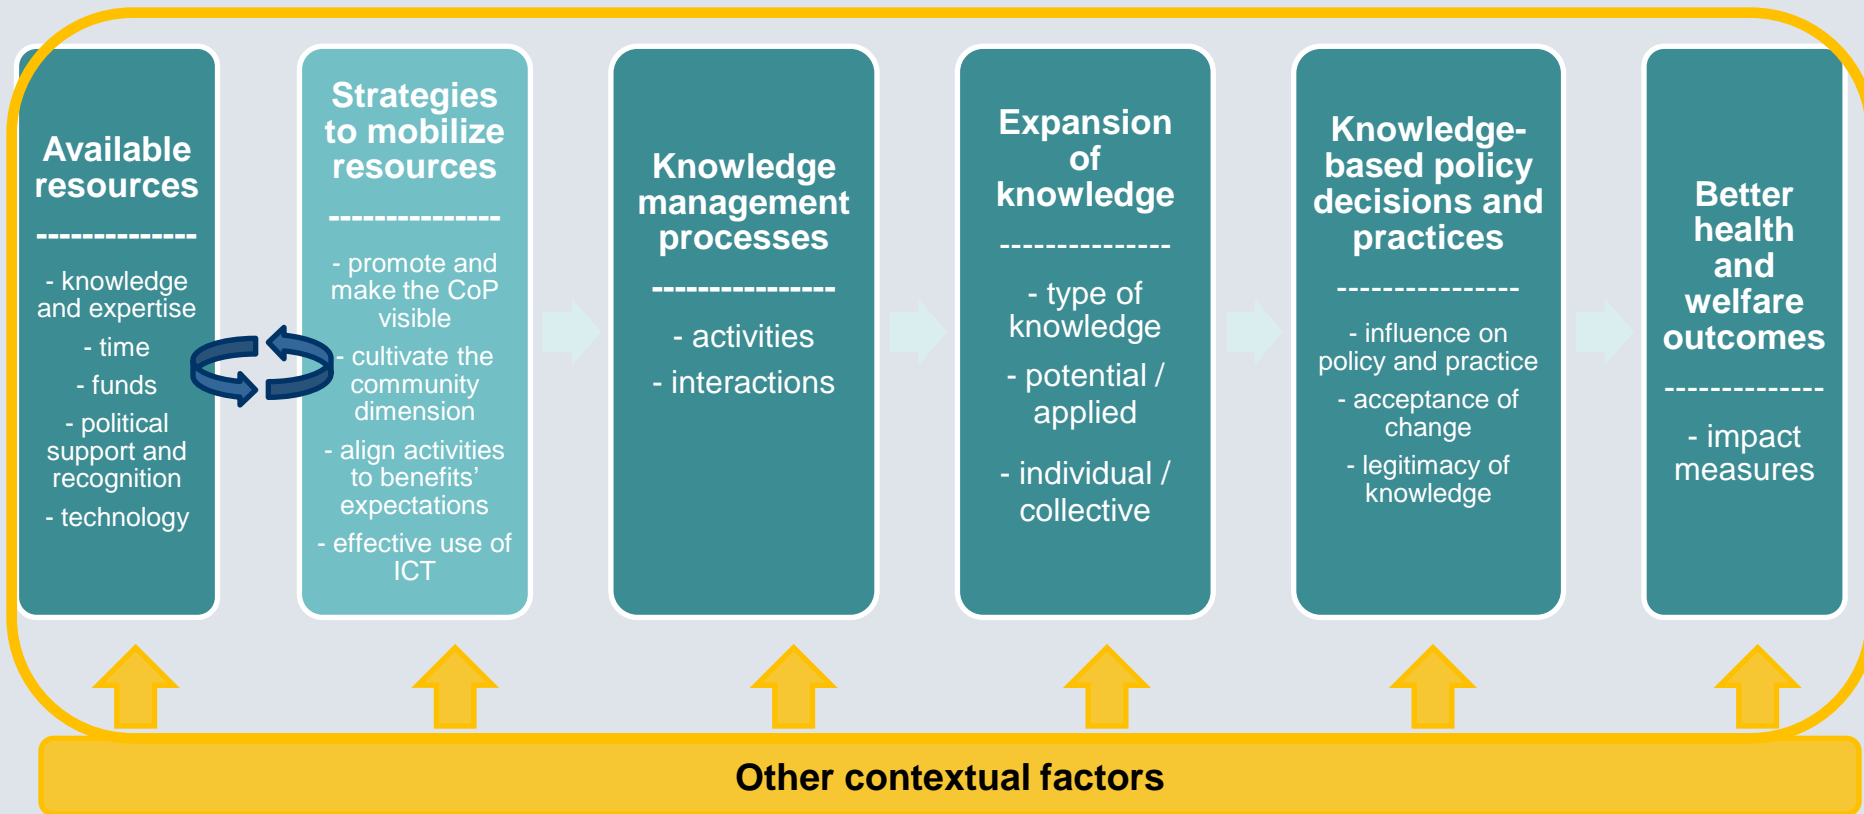 Available
resources
--------------
- knowledge
and expertise
- time
- funds
- political
support and
recognition
- technology
Strategies
to mobilize
resources
---------------
- promote and
make the CoP
visible
- cultivate the
community
dimension
- align activities
to benefits’
expectations
- effective use of
ICT
Knowledge
management
processes
----------------
- activities
- interactions
Expansion
of
knowledge
---------------
- type of
knowledge
- potential /
applied
- individual /
collective
Knowledge-
based policy
decisions and
practices
----------------
- influence on
policy and practice
- acceptance of
change
- legitimacy of
knowledge
Better
health
and
welfare
outcomes
--------------
- impact
measures
Other contextual factors